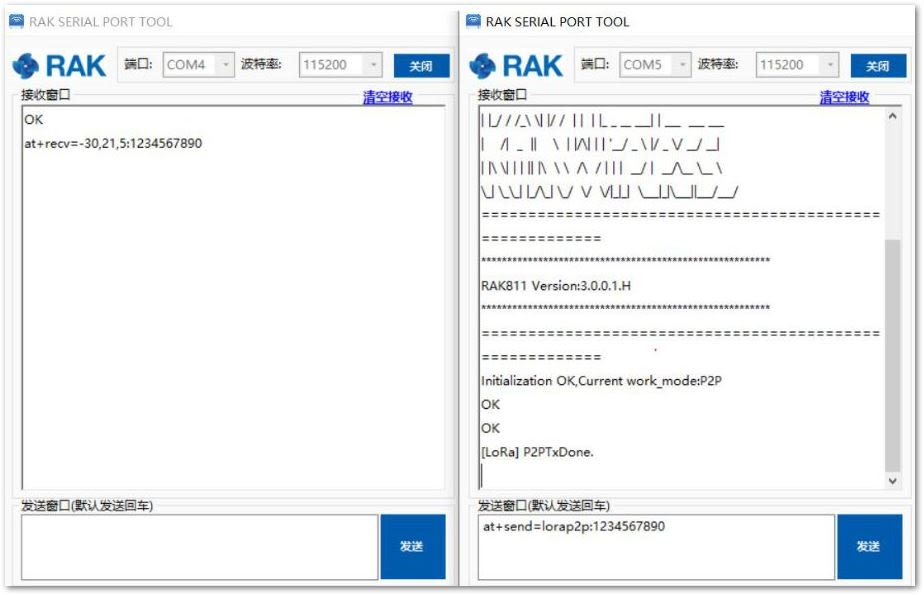 RAK SERIAL PORT TOOL
RAK 端口: COM4 波特率: 115200 关闭
接收窗口 清空接收
OK
at+recv=-30,21,5:1234567890
发送窗口(默认发送回车)
发送
RAK SERIAL PORT TOOL
RAK 端口: COM5 波特率: 115200 关闭
接收窗口 清空接收
==========================================
=============
********************************************************
RAK811 Version:3.0.0.1.H
********************************************************
==========================================
=============
Initialization OK,Current work_mode:P2P
OK
OK
[LoRa] P2PTxDone.
发送窗口(默认发送回车)
at+send=lorap2p:1234567890
发送